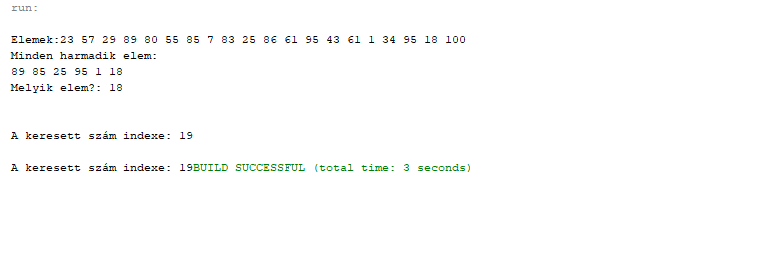 run:
Elemek:23 57 29 89 80 55 85 7 83 25 86 61 95 43 61 1 34 95 18 100
Minden harmadik elem:
89 85 25 95 1 18
Melyik elem?: 18
A keresett szám indexe: 19
A keresett szám indexe: 19BUILD SUCCESSFUL (total time: 3 seconds)